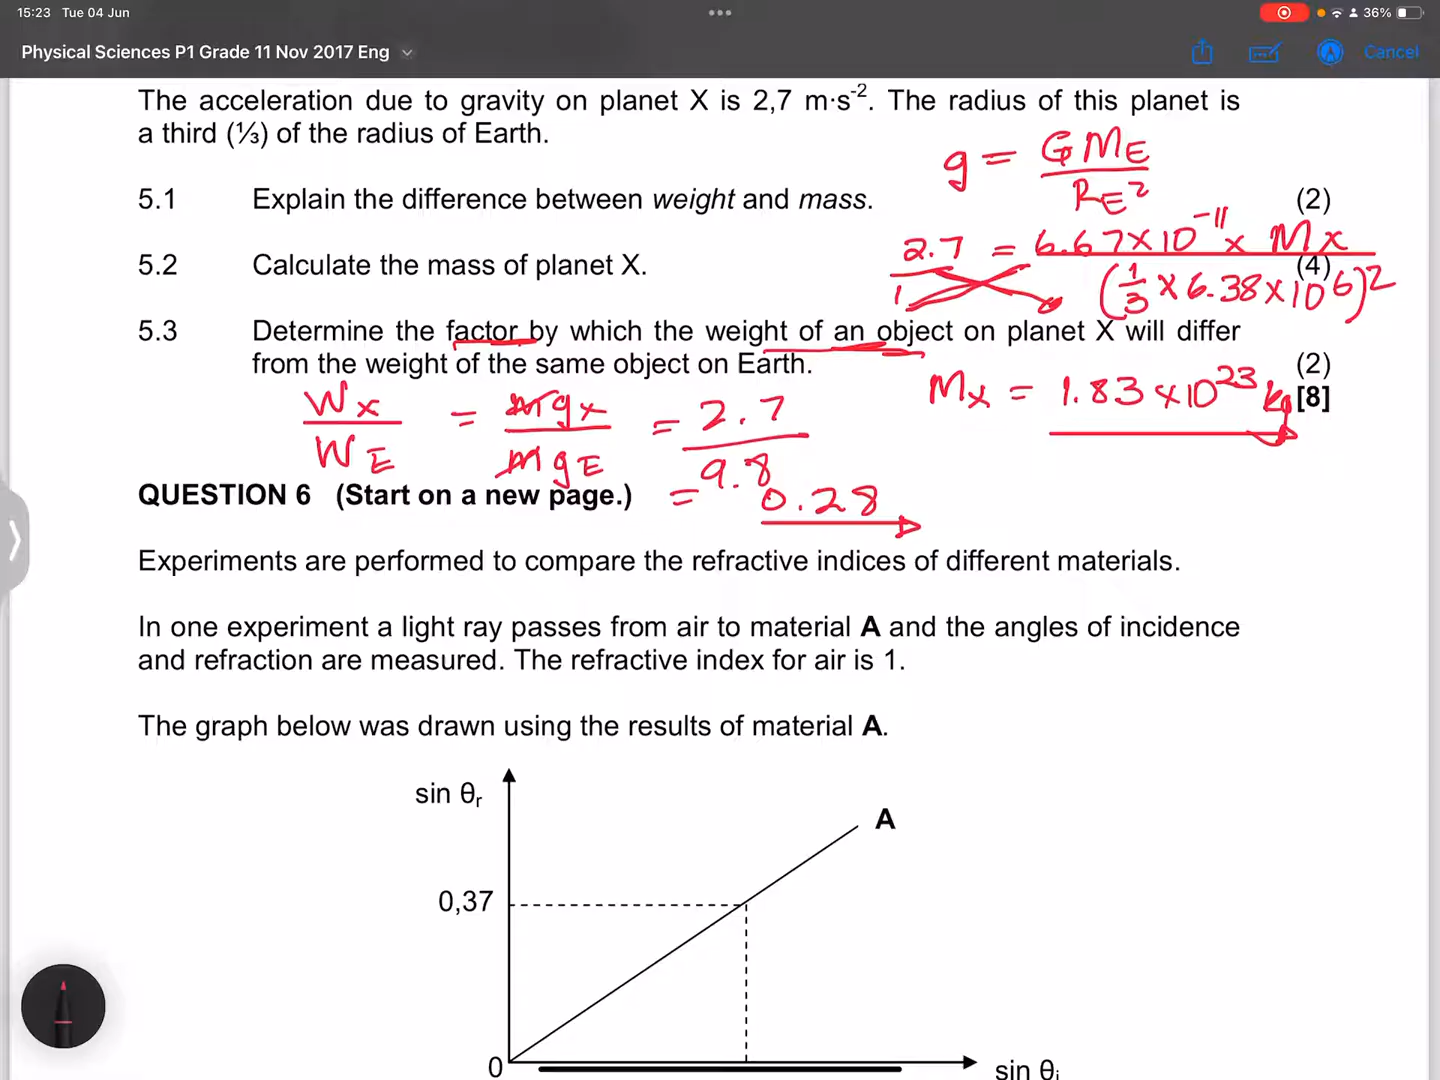 15:23 Tue 04 Jun
36%
Physical Sciences P1 Grade 11 Nov 2017 Eng
Cancel
The acceleration due to gravity on planet X is 2,7 m·s⁻². The radius of this planet is
a third (⅓) of the radius of Earth.
g = GM_E / R_E²
5.1 Explain the difference between weight and mass. (2)
2.7 / 1 = 6.67×10⁻¹¹ × Mx / (1/3 × 6.38×10⁶)²
5.2 Calculate the mass of planet X. (4)
5.3 Determine the factor by which the weight of an object on planet X will differ
from the weight of the same object on Earth. (2)
Mx = 1.83×10²³ kg [8]
Wx / W_E = mgx / mg_E = 2.7 / 9.8
= 0.28
QUESTION 6 (Start on a new page.)
Experiments are performed to compare the refractive indices of different materials.
In one experiment a light ray passes from air to material A and the angles of incidence
and refraction are measured. The refractive index for air is 1.
The graph below was drawn using the results of material A.
sin θr
A
0,37
0
sin θi